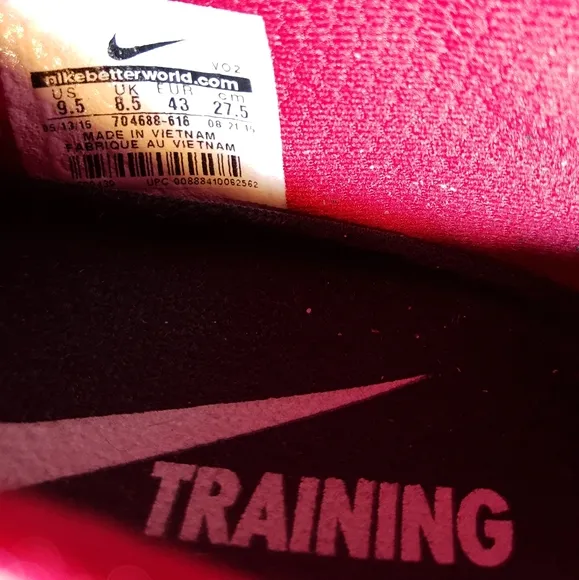 VO2
nikebetterworld.com
US UK EUR cm
9.5 8.5 43 27.5
05/13/15 704688-616 08/21/15
MADE IN VIETNAM
FABRIQUE AU VIETNAM
UPC 00888410062562
TRAINING